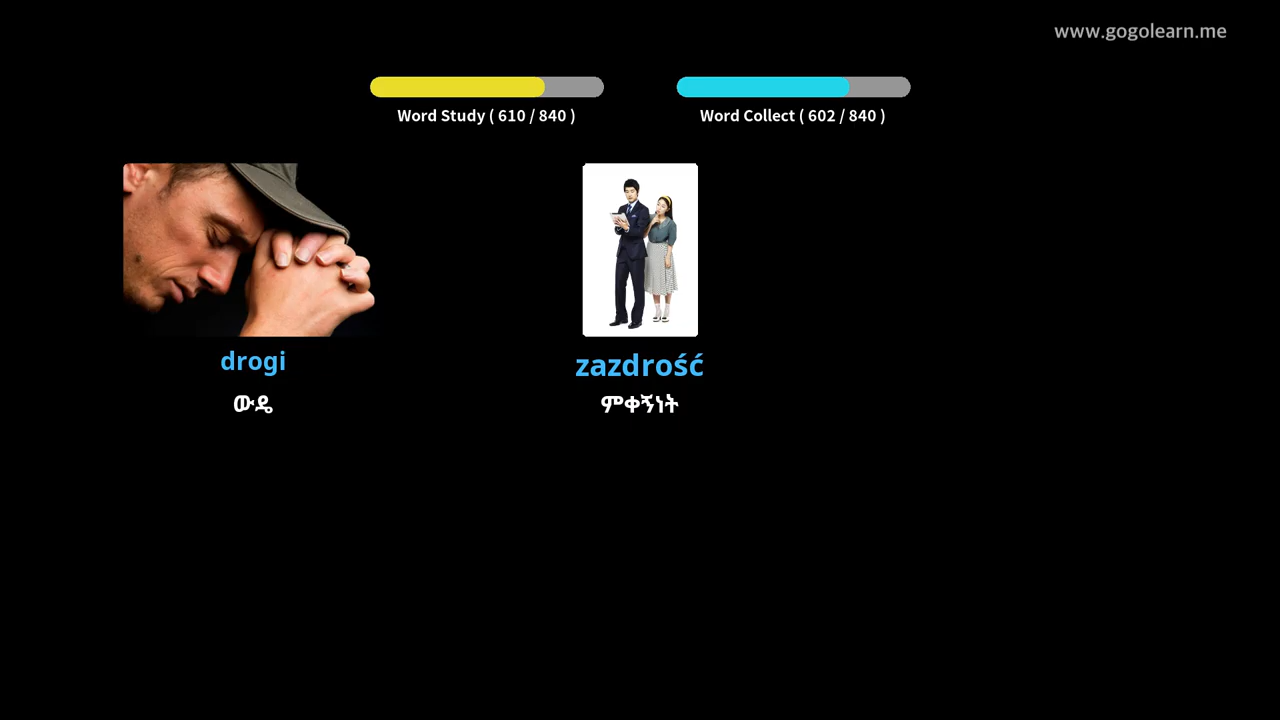 www.gogolearn.me
Word Study ( 610 / 840 )
Word Collect ( 602 / 840 )
drogi
ውዴ
zazdrość
ምቀኝነት